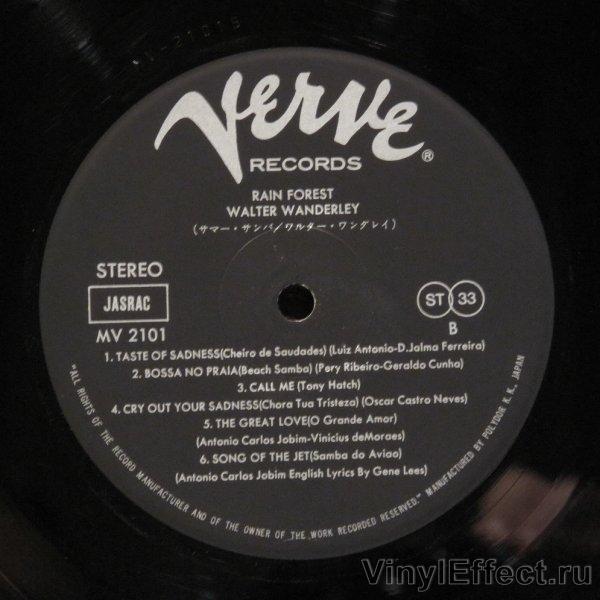 Verve®
RECORDS
RAIN FOREST
WALTER WANDERLEY
(サマー・サンバ/ワルター・ワングレイ)
STEREO
JASRAC
MV 2101
ST 33
B
1. TASTE OF SADNESS(Cheiro de Saudades) (Luiz Antonio-D.Jalma Ferreira)
2. BOSSA NO PRAIA(Beach Samba) (Pery Ribeiro-Geraldo Cunha)
3. CALL ME (Tony Hatch)
4. CRY OUT YOUR SADNESS(Chora Tua Tristeza) (Oscar Castro Neves)
5. THE GREAT LOVE(O Grande Amor)
(Antonio Carlos Jobim-Vinicius deMoraes)
6. SONG OF THE JET(Samba do Aviao)
(Antonio Carlos Jobim English Lyrics By Gene Lees)
"ALL RIGHTS OF THE RECORD MANUFACTURER AND OF THE OWNER OF THE WORK RECORDED RESERVED." MANUFACTURED BY POLYDOR K. K., JAPAN
VinylEffect.ru